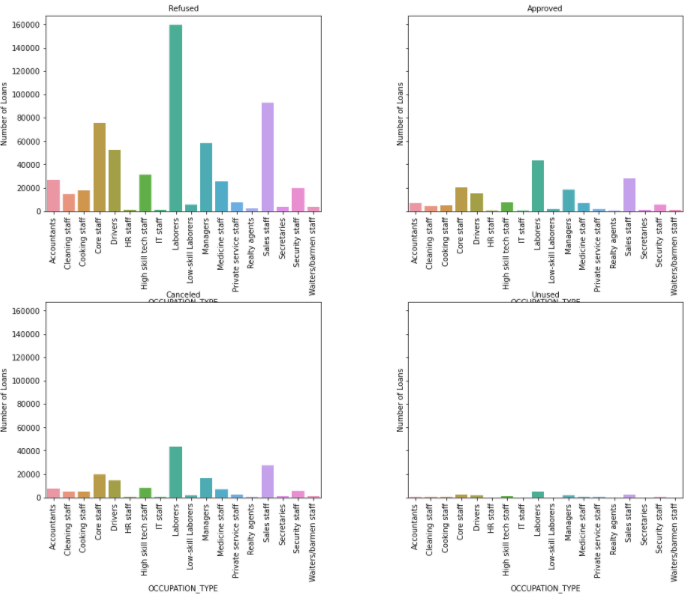 Refused
Approved
Number of Loans
160000
140000
120000
100000
80000
60000
40000
20000
0
Number of Loans
Accountants
Cleaning staff
Cooking staff
Core staff
Drivers
HR staff
High skill tech staff
IT staff
Laborers
Low-skill Laborers
Managers
Medicine staff
Private service staff
Realty agents
Sales staff
Secretaries
Security staff
Waiters/barmen staff
Accountants
Cleaning staff
Cooking staff
Core staff
Drivers
HR staff
High skill tech staff
IT staff
Laborers
Low-skill Laborers
Managers
Medicine staff
Private service staff
Realty agents
Sales staff
Secretaries
Security staff
Waiters/barmen staff
OCCUPATION_TYPE
OCCUPATION_TYPE
Canceled
Unused
Number of Loans
160000
140000
120000
100000
80000
60000
40000
20000
0
Number of Loans
Accountants
Cleaning staff
Cooking staff
Core staff
Drivers
HR staff
High skill tech staff
IT staff
Laborers
Low-skill Laborers
Managers
Medicine staff
Private service staff
Realty agents
Sales staff
Secretaries
Security staff
Waiters/barmen staff
Accountants
Cleaning staff
Cooking staff
Core staff
Drivers
HR staff
High skill tech staff
IT staff
Laborers
Low-skill Laborers
Managers
Medicine staff
Private service staff
Realty agents
Sales staff
Secretaries
Security staff
Waiters/barmen staff
OCCUPATION_TYPE
OCCUPATION_TYPE